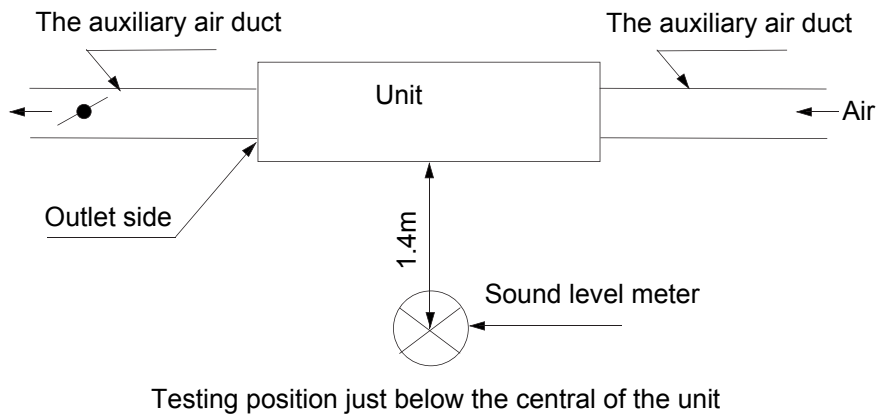 The auxiliary air duct
The auxiliary air duct
Unit
Air
Outlet side
1.4m
Sound level meter
Testing position just below the central of the unit